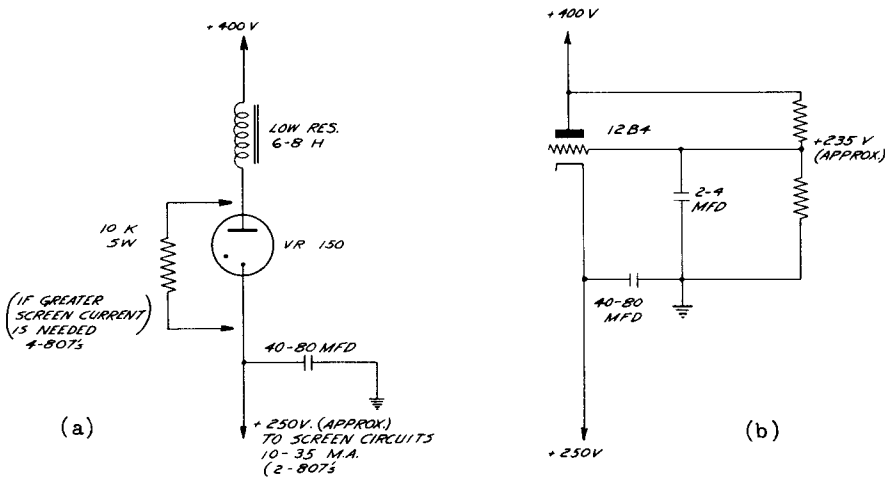 +400V
LOW RES.
6-8 H
10 K
5W
VR 150
(IF GREATER
SCREEN CURRENT
IS NEEDED
4-807's)
40-80 MFD
+250V. (APPROX.)
TO SCREEN CIRCUITS
10-35 M.A.
(2-807's
(a)
+400V
12B4
+235 V
(APPROX.)
2-4
MFD
40-80
MFD
+250V
(b)